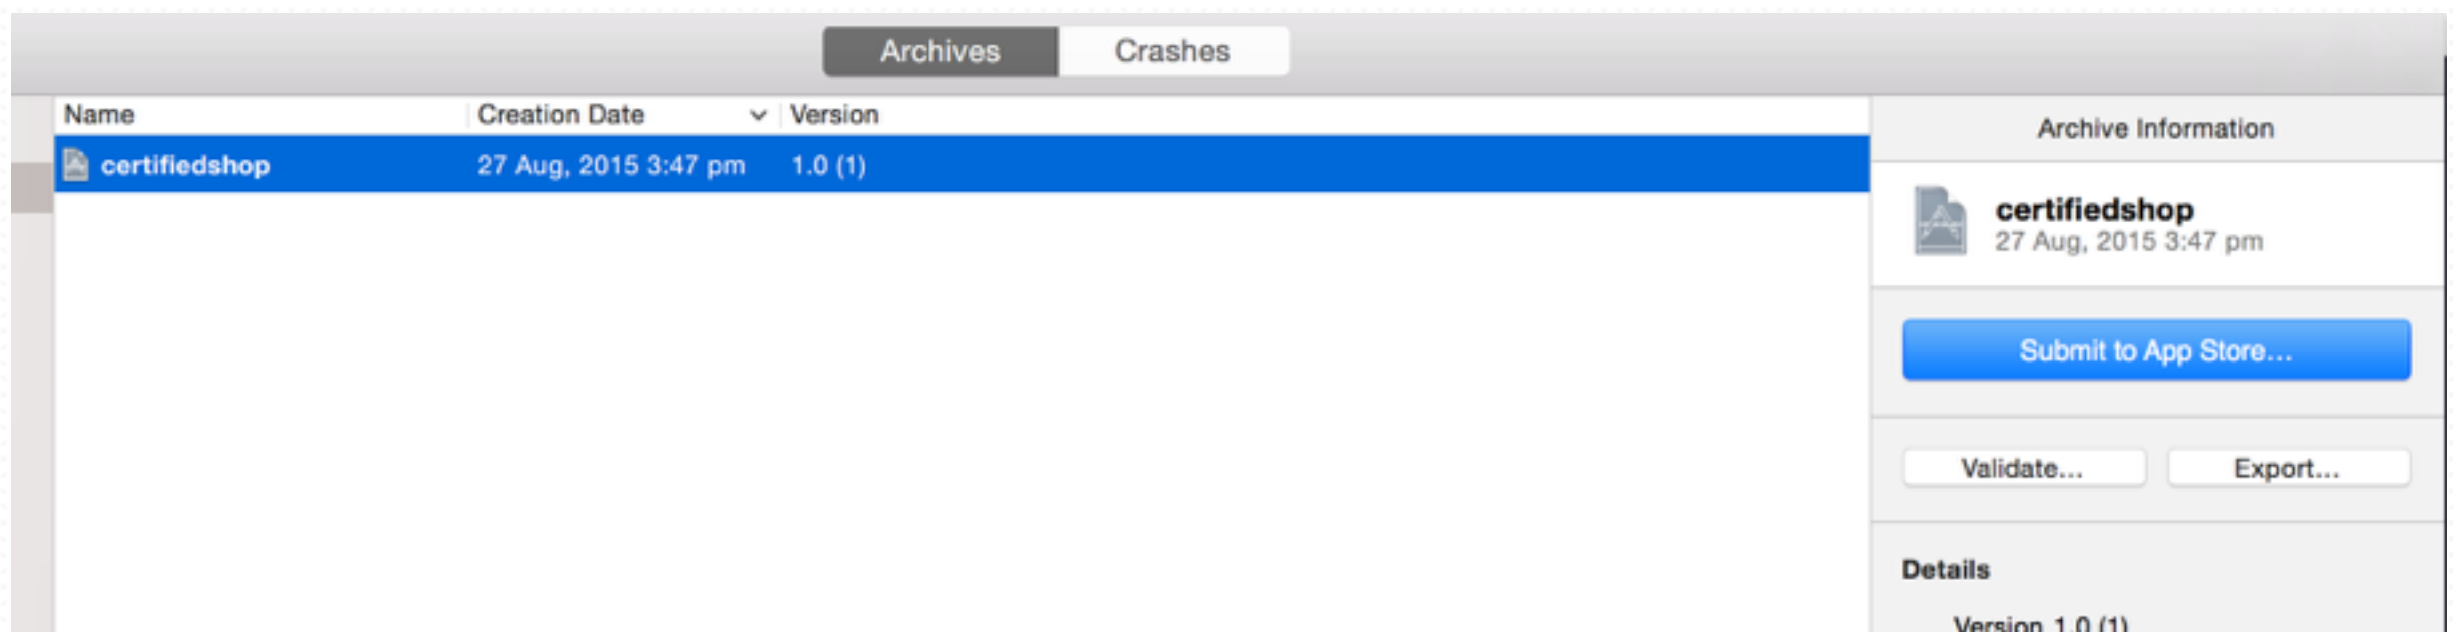 Archives Crashes
Name Creation Date Version
certifiedshop 27 Aug, 2015 3:47 pm 1.0 (1)
Archive Information
certifiedshop
27 Aug, 2015 3:47 pm
Submit to App Store...
Validate... Export...
Details
Version 1.0 (1)